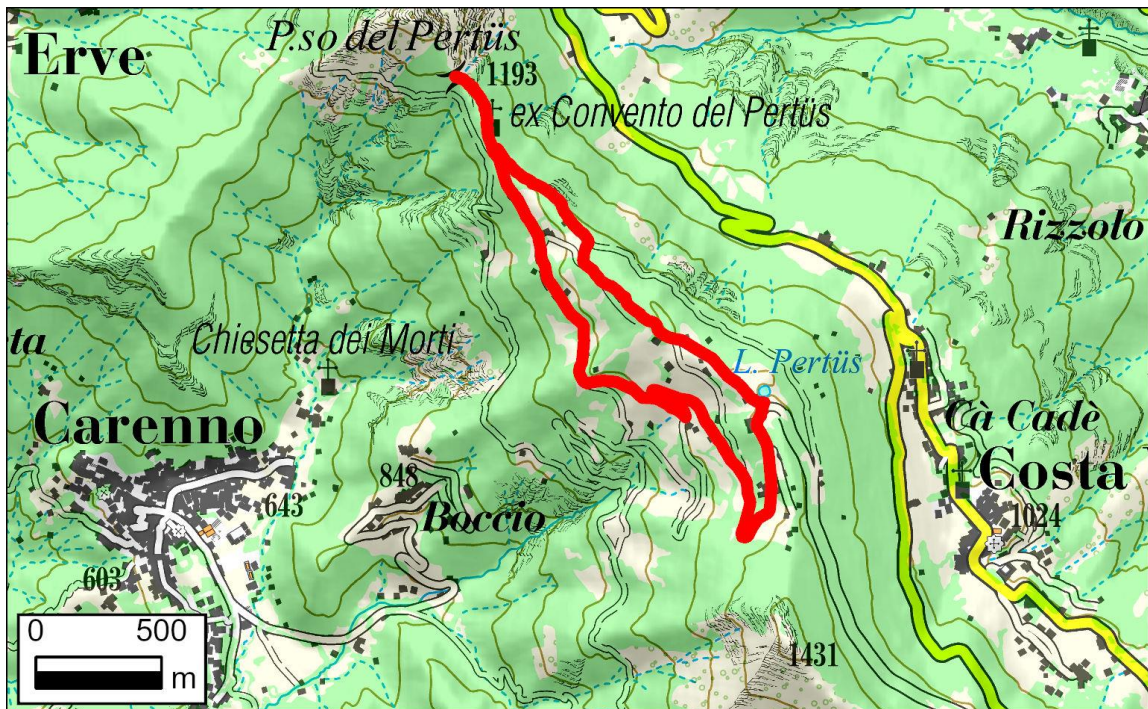 Erve
P.so del Pertüs
1193
ex Convento del Pertüs
Rizzolo
ta
Chiesetta dei Morti
L. Pertüs
Carenno
Cà Cadè
Costa
848
643
Boccio
1024
603
0 500
m
1431